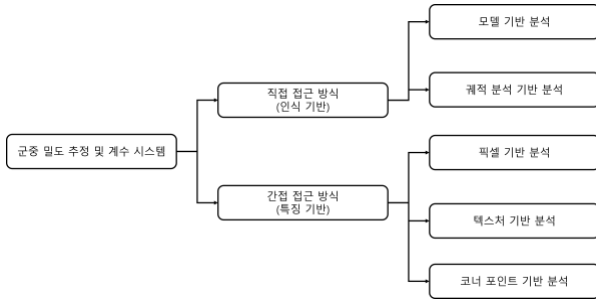 군중 밀도 추정 및 계수 시스템
직접 접근 방식
(인식 기반)
모델 기반 분석
궤적 분석 기반 분석
간접 접근 방식
(특징 기반)
픽셀 기반 분석
텍스처 기반 분석
코너 포인트 기반 분석